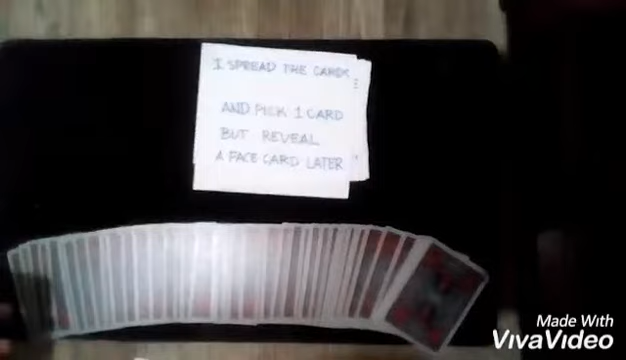 I SPREAD THE CARDS
AND PICK 1 CARD
BUT REVEAL
A FACE CARD LATER
Made With
VivaVideo